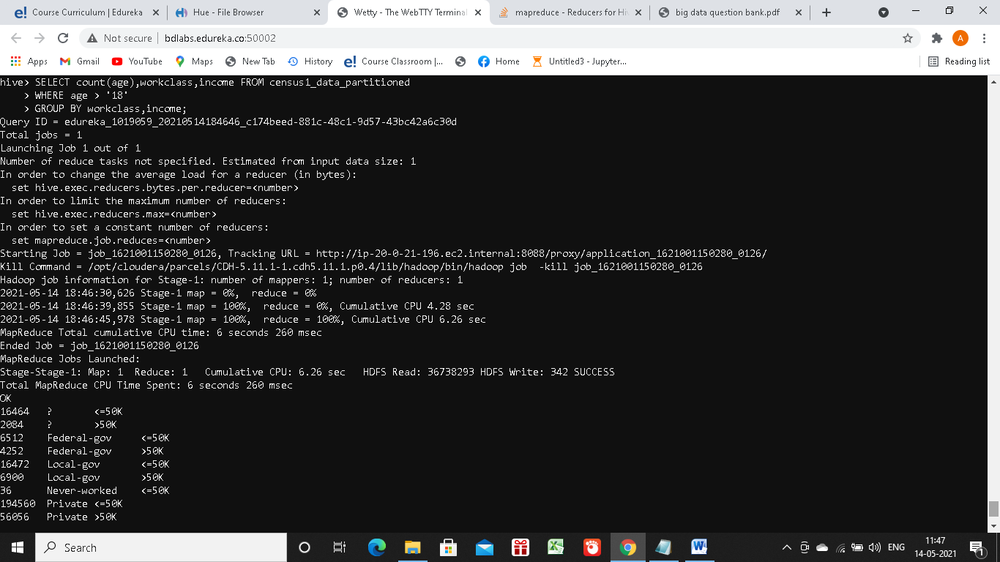 Course Curriculum | Edureka
Hue - File Browser
Wetty - The WebTTY Terminal
mapreduce - Reducers for Hiv
big data question bank.pdf
Not secure
bdlabs.edureka.co:50002
A
Apps
Gmail
YouTube
Maps
New Tab
History
e! Course Classroom |...
Home
Untitled3 - Jupyter...
Reading list
hive> SELECT count(age),workclass,income FROM census1_data_partitioned
    > WHERE age > '18'
    > GROUP BY workclass,income;
Query ID = edureka_1019059_20210514184646_c174beed-881c-48c1-9d57-43bc42a6c30d
Total jobs = 1
Launching Job 1 out of 1
Number of reduce tasks not specified. Estimated from input data size: 1
In order to change the average load for a reducer (in bytes):
  set hive.exec.reducers.bytes.per.reducer=<number>
In order to limit the maximum number of reducers:
  set hive.exec.reducers.max=<number>
In order to set a constant number of reducers:
  set mapreduce.job.reduces=<number>
Starting Job = job_1621001150280_0126, Tracking URL = http://ip-20-0-21-196.ec2.internal:8088/proxy/application_1621001150280_0126/
Kill Command = /opt/cloudera/parcels/CDH-5.11.1-1.cdh5.11.1.p0.4/lib/hadoop/bin/hadoop job  -kill job_1621001150280_0126
Hadoop job information for Stage-1: number of mappers: 1; number of reducers: 1
2021-05-14 18:46:30,626 Stage-1 map = 0%,  reduce = 0%
2021-05-14 18:46:39,855 Stage-1 map = 100%,  reduce = 0%, Cumulative CPU 4.28 sec
2021-05-14 18:46:45,978 Stage-1 map = 100%,  reduce = 100%, Cumulative CPU 6.26 sec
MapReduce Total cumulative CPU time: 6 seconds 260 msec
Ended Job = job_1621001150280_0126
MapReduce Jobs Launched:
Stage-Stage-1: Map: 1  Reduce: 1   Cumulative CPU: 6.26 sec   HDFS Read: 36738293 HDFS Write: 342 SUCCESS
Total MapReduce CPU Time Spent: 6 seconds 260 msec
OK
16464   ?       <=50K
2084    ?       >50K
6512    Federal-gov     <=50K
4252    Federal-gov     >50K
16472   Local-gov       <=50K
6900    Local-gov       >50K
36      Never-worked    <=50K
194560  Private <=50K
56056   Private >50K
Search
ENG
11:47
14-05-2021
1